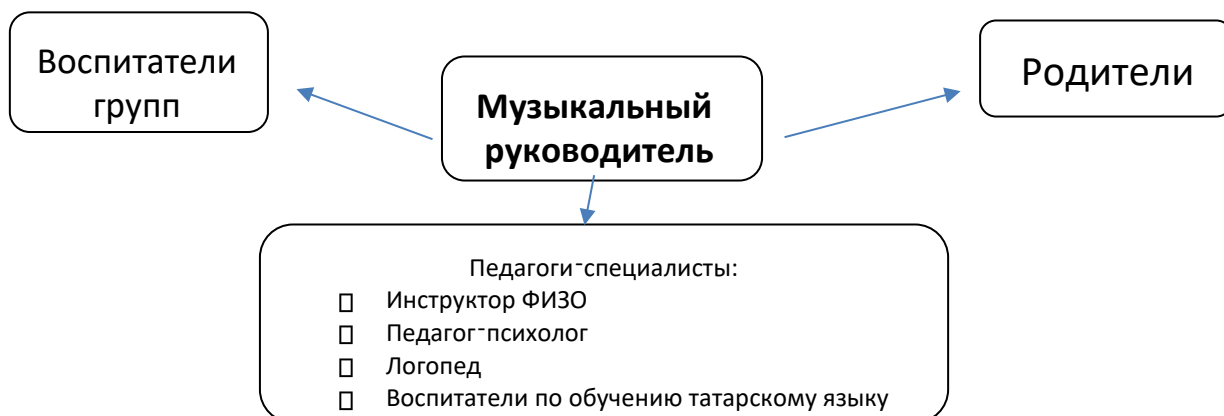 Воспитатели
групп
Музыкальный
руководитель
Родители
Педагоги-специалисты:
Инструктор ФИЗО
Педагог-психолог
Логопед
Воспитатели по обучению татарскому языку